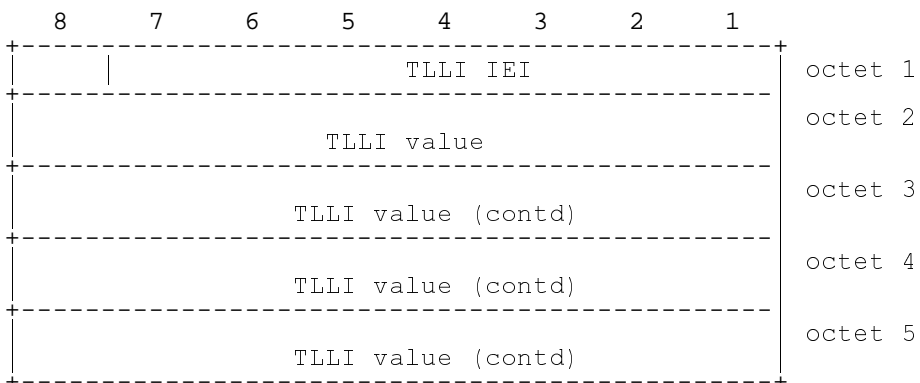 8 7 6 5 4 3 2 1
TLLI IEI octet 1
octet 2
TLLI value
octet 3
TLLI value (contd)
octet 4
TLLI value (contd)
octet 5
TLLI value (contd)